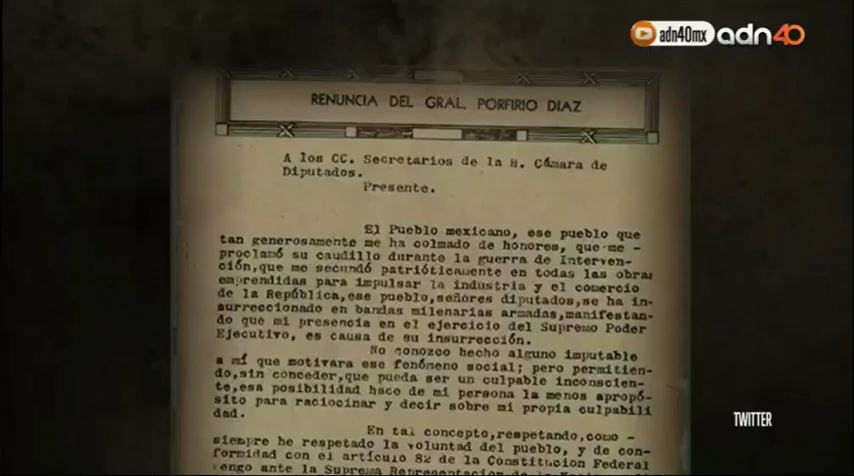 adn40mx adn40
RENUNCIA DEL GRAL. PORFIRIO DIAZ
A los CC. Secretarios de la H. Cámara de
Diputados.
Presente.
El Pueblo mexicano, ese pueblo que
tan generosamente me ha colmado de honores, que me -
proclamó su caudillo durante la guerra de Interven-
ción,que me secundó patrióticamente en todas las obras
emprendidas para impulsar la industria y el comercio
de la República,ese pueblo,señores diputados,se ha in-
surreccionado en bandas milenarias armadas,manifestan-
do que mi presencia en el ejercicio del Supremo Poder
Ejecutivo, es causa de su insurrección.
No conozco hecho alguno imputable
a mí que motivara ese fenómeno social; pero permitien-
do,sin conceder,que pueda ser un culpable inconscien-
te,esa posibilidad hace de mi persona la menos apropó-
sito para raciocinar y decir sobre mi propia culpabili
dad.
TWITTER
En tal concepto,respetando,como -
siempre he respetado la voluntad del pueblo, y de con-
formidad con el artículo 82 de la Constitución Federal
vengo ante la Suprema Representación de la